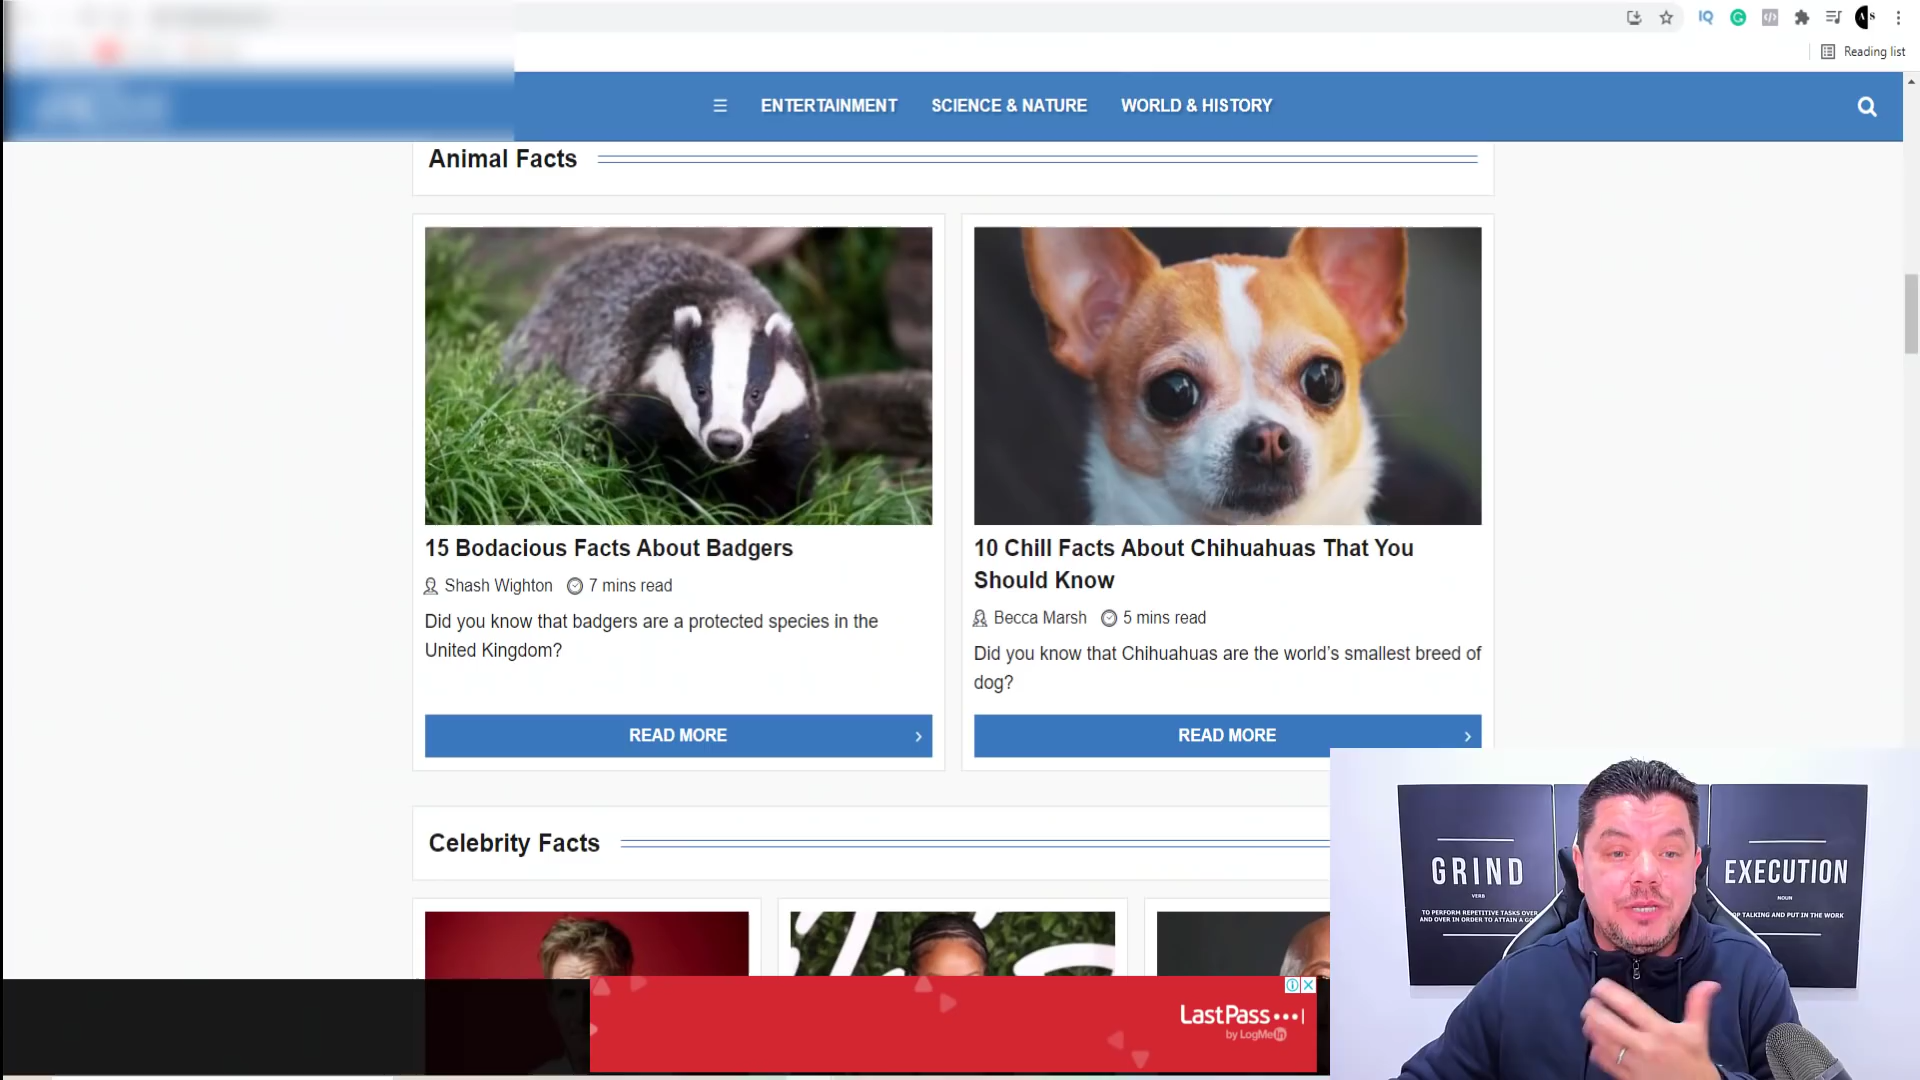 Reading list
ENTERTAINMENT SCIENCE & NATURE WORLD & HISTORY
Animal Facts
15 Bodacious Facts About Badgers
Shash Wighton 7 mins read
Did you know that badgers are a protected species in the
United Kingdom?
READ MORE
10 Chill Facts About Chihuahuas That You
Should Know
Becca Marsh 5 mins read
Did you know that Chihuahuas are the world’s smallest breed of
dog?
READ MORE
Celebrity Facts
LastPass
by LogMeIn
GRIND
VERB
TO PERFORM REPETITIVE TASKS OVER
AND OVER IN ORDER TO ATTAIN A
EXECUTION
NOUN
TALKING AND PUT IN THE WORK